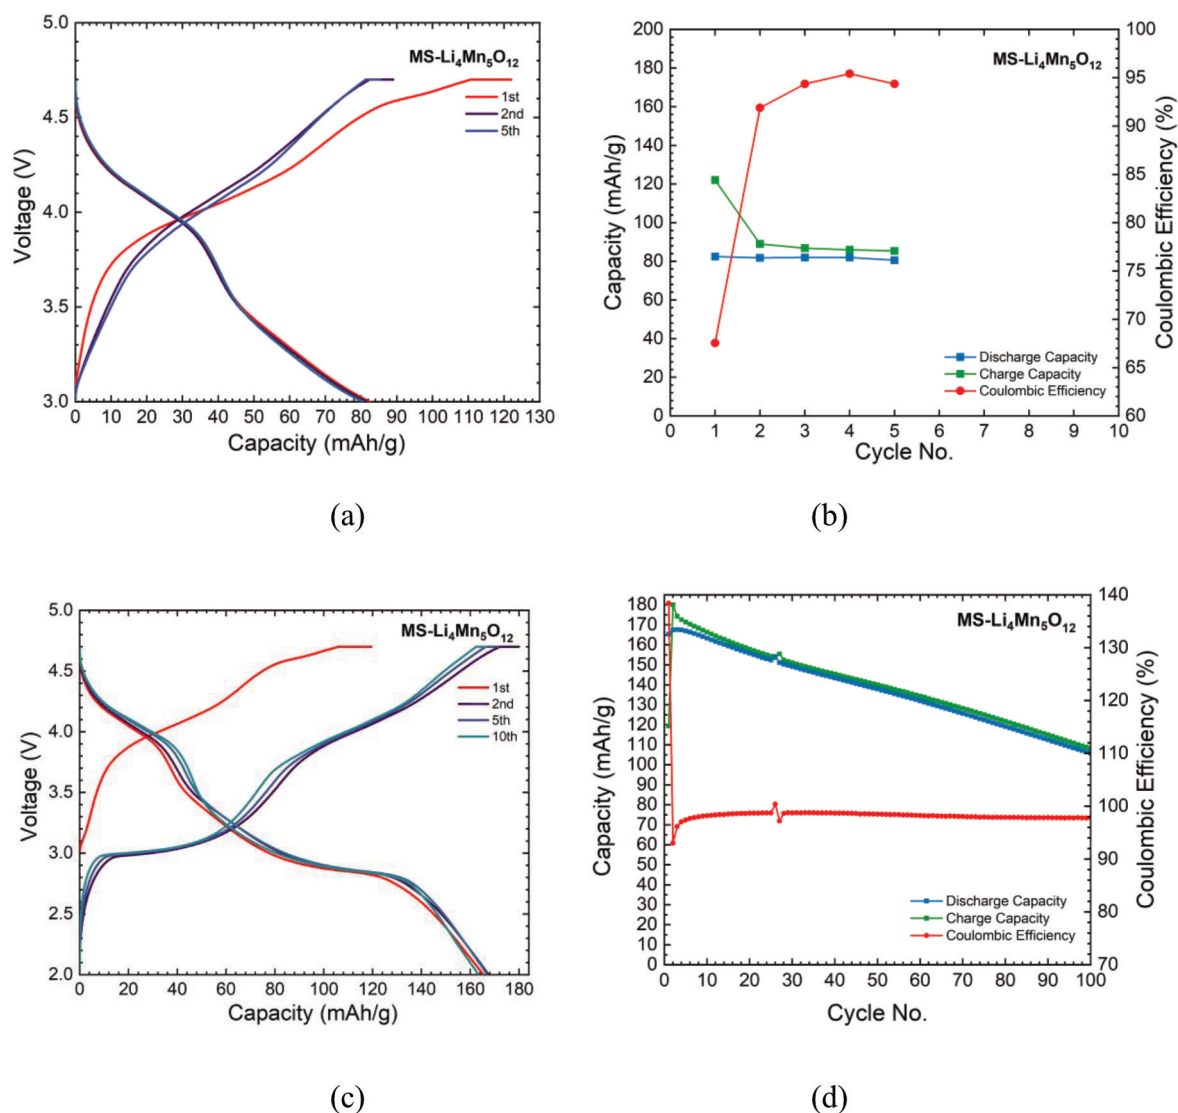 MS-Li4Mn5O12
1st
2nd
5th
5.0
4.5
4.0
3.5
3.0
Voltage (V)
0 10 20 30 40 50 60 70 80 90 100 110 120 130
Capacity (mAh/g)
(a)
MS-Li4Mn5O12
200
180
160
140
120
100
80
60
40
20
0
Capacity (mAh/g)
100
95
90
85
80
75
70
65
60
Coulombic Efficiency (%)
Discharge Capacity
Charge Capacity
Coulombic Efficiency
0 1 2 3 4 5 6 7 8 9 10
Cycle No.
(b)
MS-Li4Mn5O12
1st
2nd
5th
10th
5.0
4.5
4.0
3.5
3.0
2.5
2.0
Voltage (V)
0 20 40 60 80 100 120 140 160 180
Capacity (mAh/g)
(c)
MS-Li4Mn5O12
180
170
160
150
140
130
120
110
100
90
80
70
60
50
40
30
20
10
0
Capacity (mAh/g)
140
130
120
110
100
90
80
70
Coulombic Efficiency (%)
Discharge Capacity
Charge Capacity
Coulombic Efficiency
0 10 20 30 40 50 60 70 80 90 100
Cycle No.
(d)